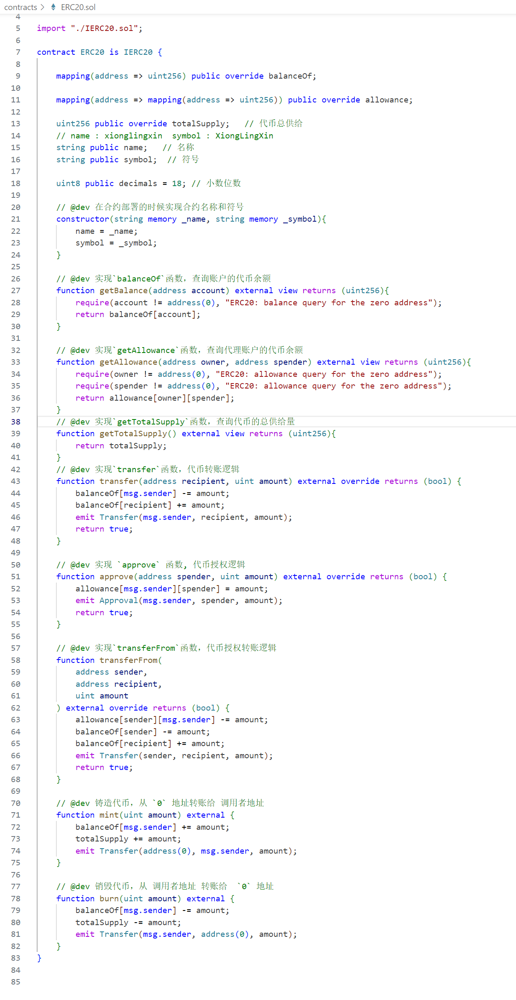 contracts > ERC20.sol
4
5 import "./IERC20.sol";
6
7 contract ERC20 is IERC20 {
8
9     mapping(address => uint256) public override balanceOf;
10
11     mapping(address => mapping(address => uint256)) public override allowance;
12
13     uint256 public override totalSupply;   // 代币总供给
14     // name : xionglingxin  symbol : XiongLingXin
15     string public name;   // 名称
16     string public symbol;  // 符号
17
18     uint8 public decimals = 18; // 小数位数
19
20     // @dev 在合约部署的时候实现合约名称和符号
21     constructor(string memory _name, string memory _symbol){
22         name = _name;
23         symbol = _symbol;
24     }
25
26     // @dev 实现`balanceOf`函数，查询账户的代币余额
27     function getBalance(address account) external view returns (uint256){
28         require(account != address(0), "ERC20: balance query for the zero address");
29         return balanceOf[account];
30     }
31
32     // @dev 实现`getAllowance`函数，查询代理账户的代币余额
33     function getAllowance(address owner, address spender) external view returns (uint256){
34         require(owner != address(0), "ERC20: allowance query for the zero address");
35         require(spender != address(0), "ERC20: allowance query for the zero address");
36         return allowance[owner][spender];
37     }
38     // @dev 实现`getTotalSupply`函数，查询代币的总供给量
39     function getTotalSupply() external view returns (uint256){
40         return totalSupply;
41     }
42     // @dev 实现`transfer`函数，代币转账逻辑
43     function transfer(address recipient, uint amount) external override returns (bool) {
44         balanceOf[msg.sender] -= amount;
45         balanceOf[recipient] += amount;
46         emit Transfer(msg.sender, recipient, amount);
47         return true;
48     }
49
50     // @dev 实现 `approve` 函数, 代币授权逻辑
51     function approve(address spender, uint amount) external override returns (bool) {
52         allowance[msg.sender][spender] = amount;
53         emit Approval(msg.sender, spender, amount);
54         return true;
55     }
56
57     // @dev 实现`transferFrom`函数，代币授权转账逻辑
58     function transferFrom(
59         address sender,
60         address recipient,
61         uint amount
62     ) external override returns (bool) {
63         allowance[sender][msg.sender] -= amount;
64         balanceOf[sender] -= amount;
65         balanceOf[recipient] += amount;
66         emit Transfer(sender, recipient, amount);
67         return true;
68     }
69
70     // @dev 铸造代币，从 `0` 地址转账给 调用者地址
71     function mint(uint amount) external {
72         balanceOf[msg.sender] += amount;
73         totalSupply += amount;
74         emit Transfer(address(0), msg.sender, amount);
75     }
76
77     // @dev 销毁代币，从 调用者地址 转账给  `0` 地址
78     function burn(uint amount) external {
79         balanceOf[msg.sender] -= amount;
80         totalSupply -= amount;
81         emit Transfer(msg.sender, address(0), amount);
82     }
83 }
84
85